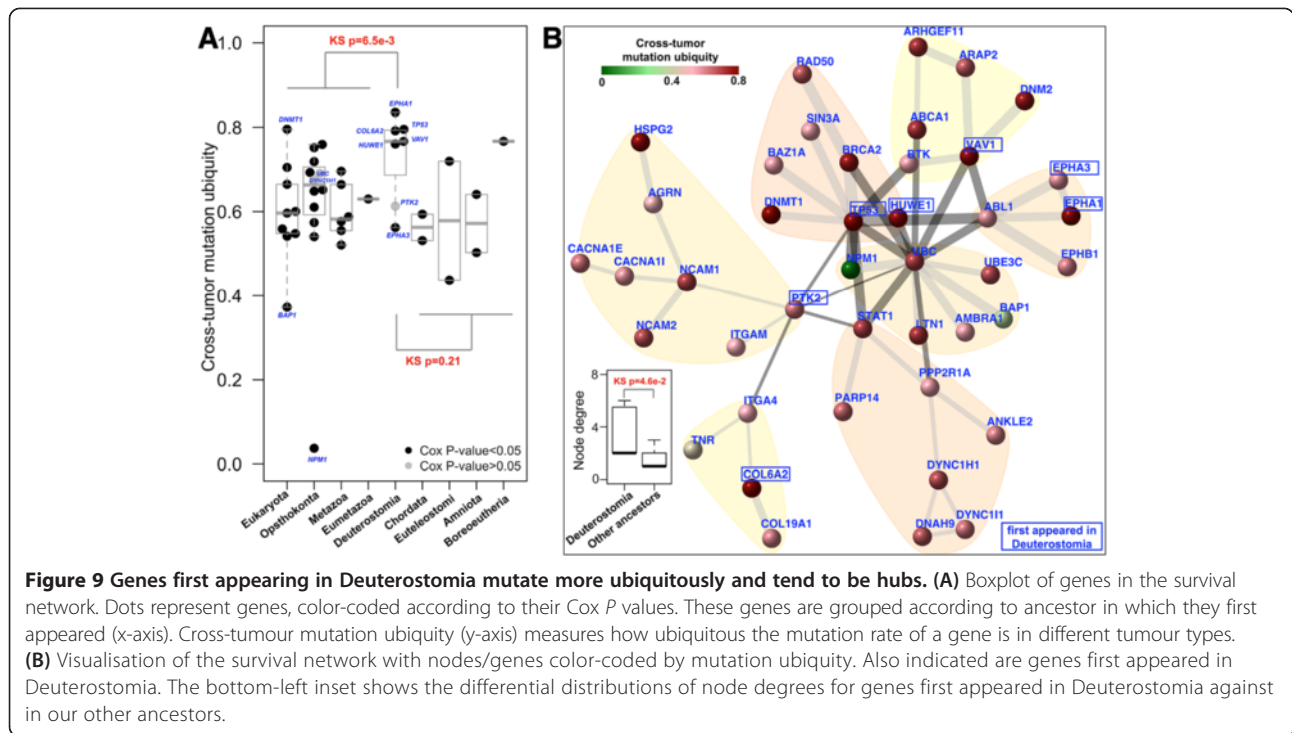 A
1.0
0.8
0.6
0.4
0.2
0.0
Cross-tumor mutation ubiquity
KS p=6.5e-3
EPHA1
DNMT1
COL6A2
TP53
HUWE1
VAV1
UBC
DYNC1H1
PTK2
EPHA3
BAP1
KS p=0.21
Cox P-value<0.05
Cox P-value>0.05
NPM1
Eukaryota
Opsthokonta
Metazoa
Eumetazoa
Deuterostomia
Chordata
Euteleostomi
Amniota
Boreoeutheria
B
Cross-tumor
mutation ubiquity
0
0.4
0.8
ARHGEF11
RAD50
ARAP2
DNM2
SIN3A
ABCA1
HSPG2
BAZ1A
BRCA2
BTK
VAV1
EPHA3
AGRN
DNMT1
TP53
HUWE1
ABL1
EPHA1
CACNA1E
CACNA1I
NCAM1
NPM1
UBC
UBE3C
EPHB1
PTK2
BAP1
NCAM2
ITGAM
STAT1
LTN1
AMBRA1
KS p=4.6e-2
8
4
0
Node degree
Deuterostomia
Other ancestors
PPP2R1A
ITGA4
PARP14
ANKLE2
TNR
COL6A2
DYNC1H1
COL19A1
DNAH9
DYNC1I1
first appeared in
Deuterostomia
Figure 9 Genes first appearing in Deuterostomia mutate more ubiquitously and tend to be hubs. (A) Boxplot of genes in the survival
network. Dots represent genes, color-coded according to their Cox P values. These genes are grouped according to ancestor in which they first
appeared (x-axis). Cross-tumour mutation ubiquity (y-axis) measures how ubiquitous the mutation rate of a gene is in different tumour types.
(B) Visualisation of the survival network with nodes/genes color-coded by mutation ubiquity. Also indicated are genes first appeared in
Deuterostomia. The bottom-left inset shows the differential distributions of node degrees for genes first appeared in Deuterostomia against
in our other ancestors.